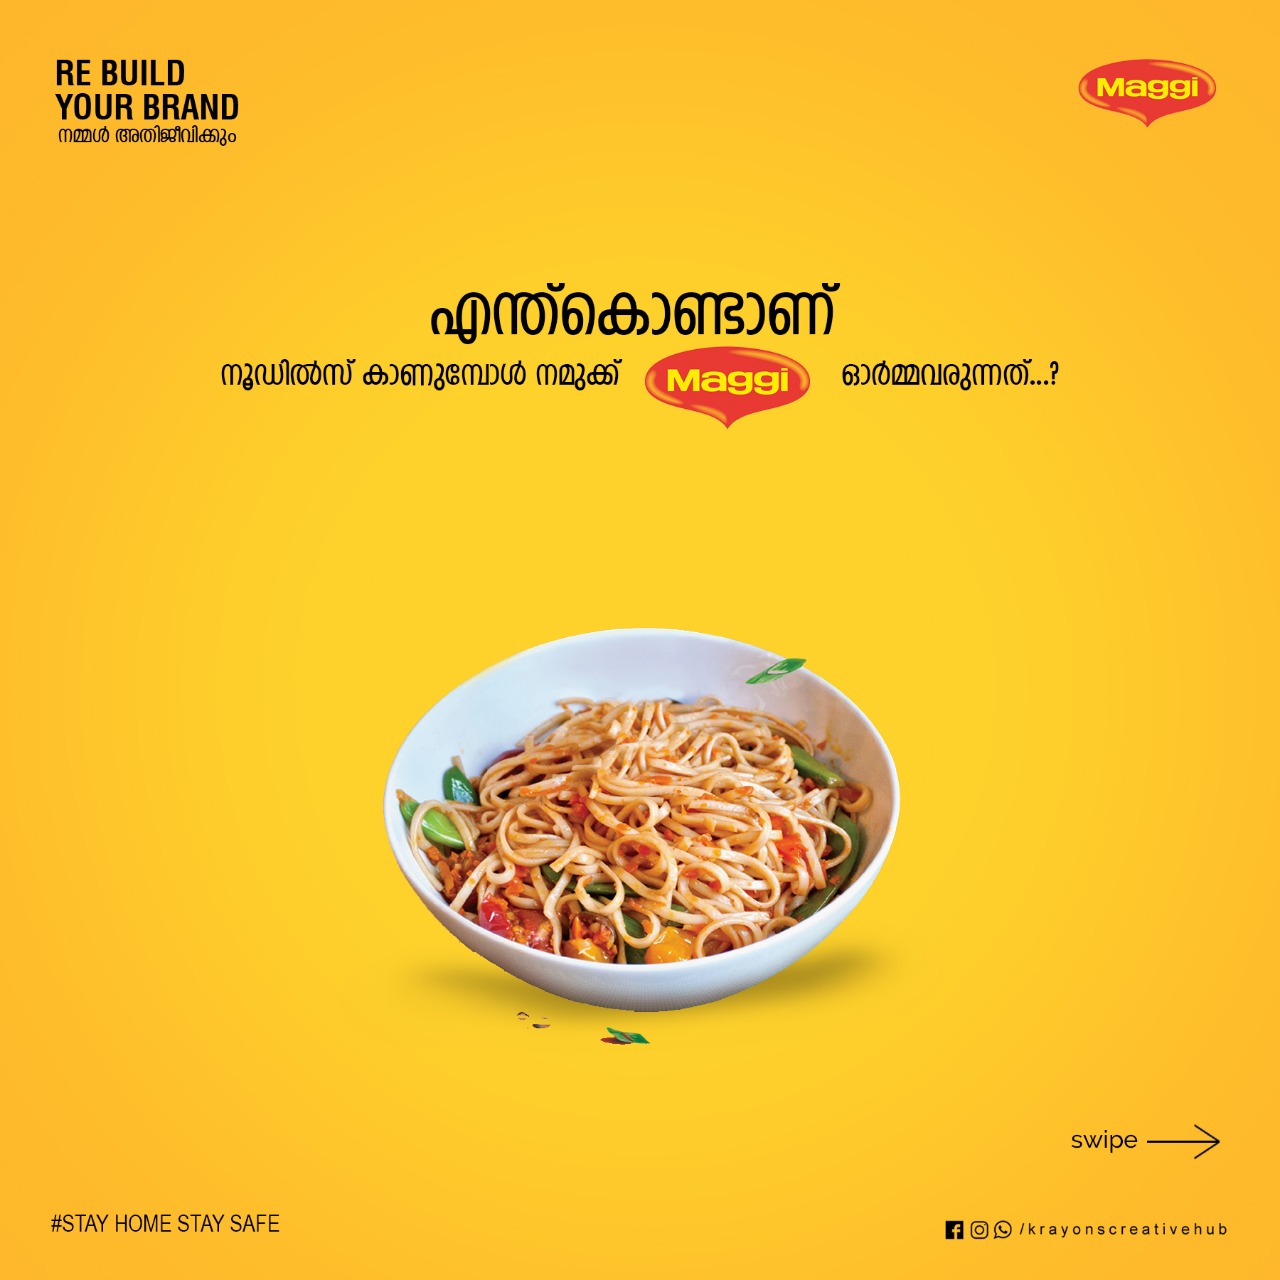 RE BUILD
YOUR BRAND
നമ്മൾ അതിജീവിക്കും
Maggi
എന്ത്കൊണ്ടാണ്
നൂഡിൽസ് കാണുമ്പോൾ നമുക്ക് Maggi ഓർമ്മവരുന്നത്...?
swipe
#STAY HOME STAY SAFE
/krayonscreativehub